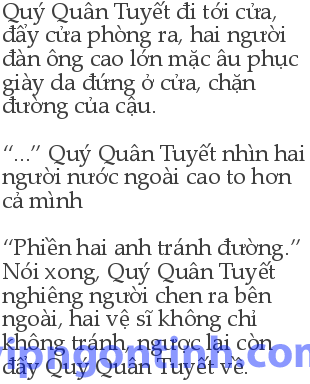 Quý Quân Tuyết đi tới cửa,
đẩy cửa phòng ra, hai người
đàn ông cao lớn mặc âu phục
giày da đứng ở cửa, chặn
đường của cậu.
“...” Quý Quân Tuyết nhìn hai
người nước ngoài cao to hơn
cả mình
“Phiền hai anh tránh đường.”
Nói xong, Quý Quân Tuyết
nghiêng người chen ra bên
ngoài, hai vệ sĩ không chỉ
không tránh, ngược lại còn
đẩy Quý Quân Tuyết về.
vipngontinh.com